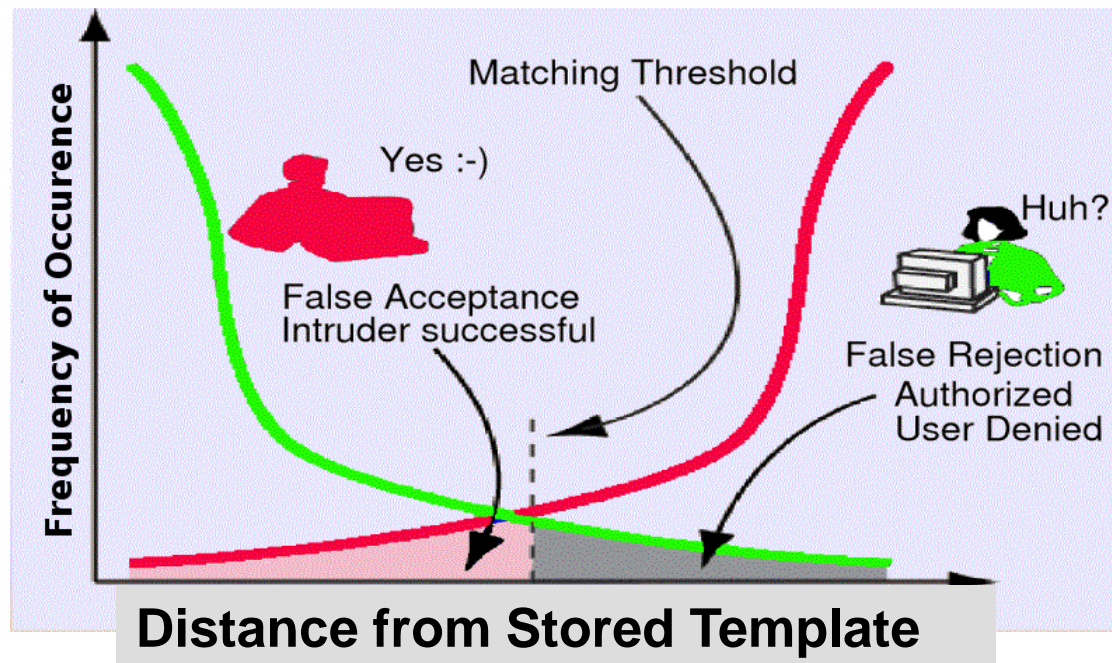 Frequency of Occurence
Matching Threshold
Yes :-)
Huh?
False Acceptance
Intruder successful
False Rejection
Authorized
User Denied
Distance from Stored Template